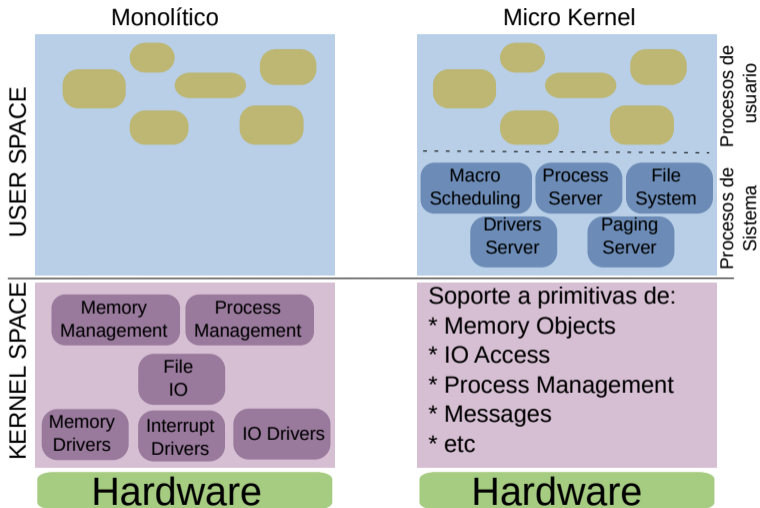 Monolítico
Micro Kernel
USER SPACE
Procesos de
usuario
Macro
Scheduling
Process
Server
File
System
Drivers
Server
Paging
Server
Procesos de
Sistema
KERNEL SPACE
Memory
Management
Process
Management
File
IO
Memory
Drivers
Interrupt
Drivers
IO Drivers
Soporte a primitivas de:
* Memory Objects
* IO Access
* Process Management
* Messages
* etc
Hardware
Hardware